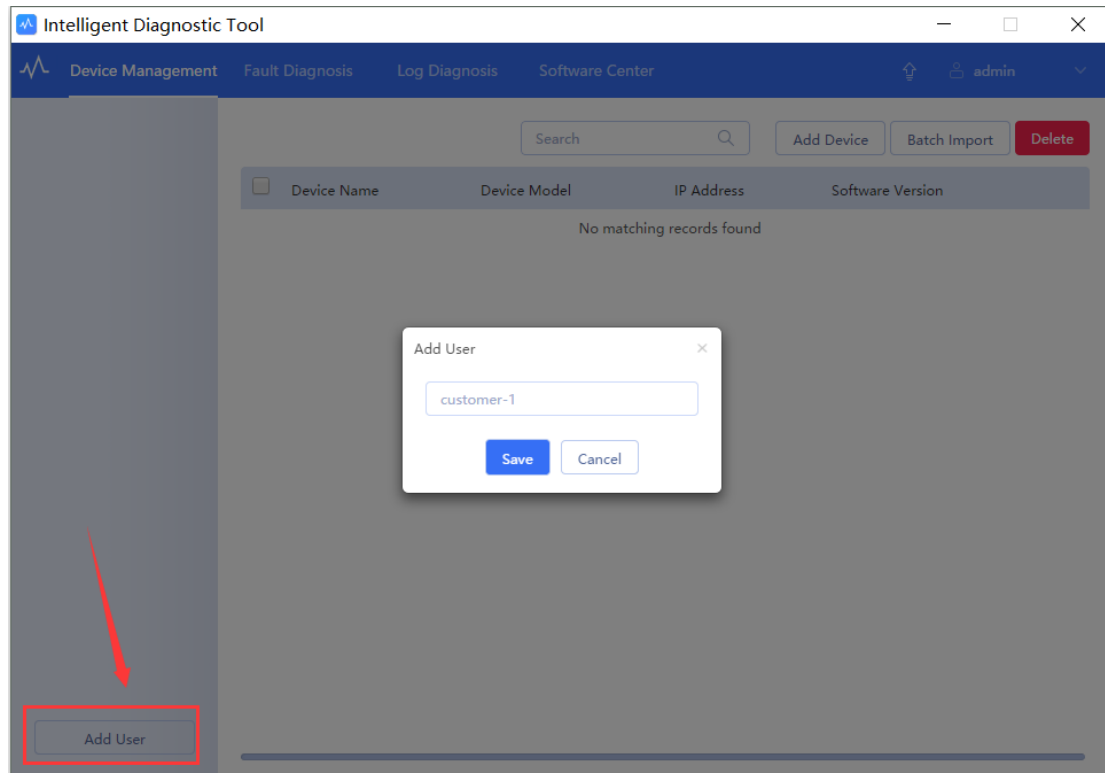 Intelligent Diagnostic Tool
Device Management Fault Diagnosis Log Diagnosis Software Center admin
Search Add Device Batch Import Delete
Device Name Device Model IP Address Software Version
No matching records found
Add User
customer-1
Save Cancel
Add User